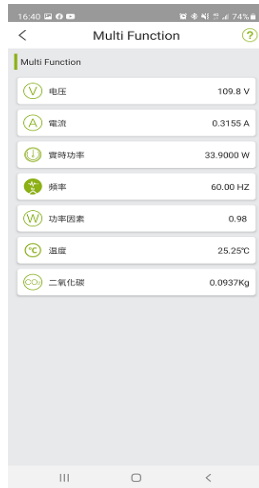 16:40 74%
Multi Function ?
Multi Function
V 电压 109.8 V
A 電流 0.3155 A
實時功率 33.9000 W
頻率 60.00 HZ
W 功率因素 0.98
°C 温度 25.25℃
CO₂ 二氧化碳 0.0937Kg